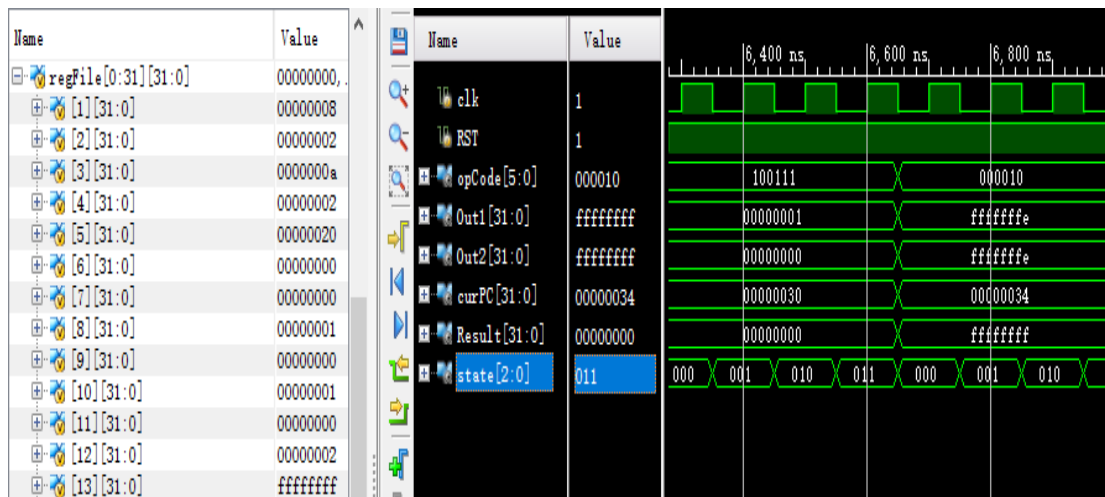 Name Value
regFile[0:31][31:0] 00000000,.
[1][31:0] 00000008
[2][31:0] 00000002
[3][31:0] 0000000a
[4][31:0] 00000002
[5][31:0] 00000020
[6][31:0] 00000000
[7][31:0] 00000000
[8][31:0] 00000001
[9][31:0] 00000000
[10][31:0] 00000001
[11][31:0] 00000000
[12][31:0] 00000002
[13][31:0] ffffffff
Name Value
6,400 ns 6,600 ns 6,800 ns
clk 1
RST 1
opCode[5:0] 000010 100111 000010
Out1[31:0] ffffffff 00000001 fffffffe
Out2[31:0] ffffffff 00000000 fffffffe
curPC[31:0] 00000034 00000030 00000034
Result[31:0] 00000000 00000000 ffffffff
state[2:0] 011 000 001 010 011 000 001 010